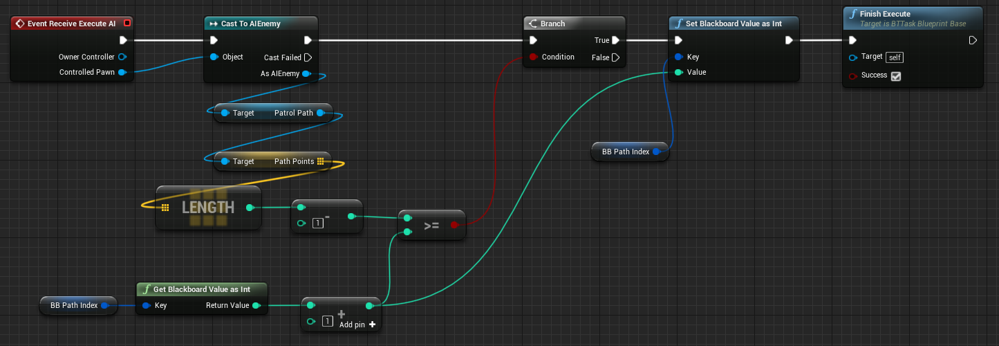 Event Receive Execute AI
Owner Controller
Controlled Pawn
Cast To AIEnemy
Object
Cast Failed
As AIEnemy
Target Patrol Path
Target Path Points
LENGTH
1 -
>=
BB Path Index
Get Blackboard Value as Int
Key Return Value
1 +
Add pin +
Branch
True
Condition False
BB Path Index
Set Blackboard Value as Int
Key
Value
Finish Execute
Target is BTTask Blueprint Base
Target self
Success